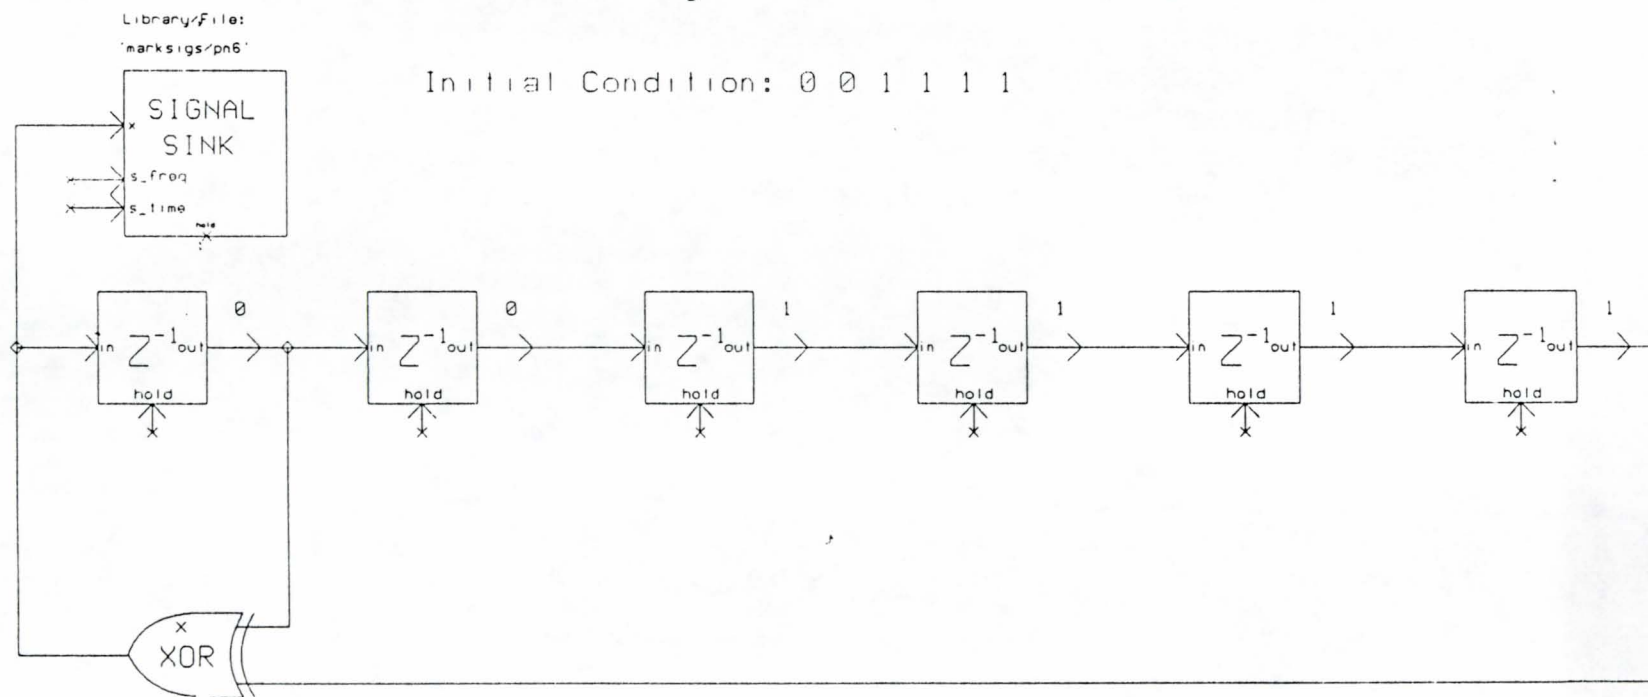 Library/File:
'marksigs/pn6'
Initial Condition: 0 0 1 1 1 1
SIGNAL
SINK
x
s_freq
s_time
hold
0 0 1 1 1 1
in Z⁻¹ out in Z⁻¹ out in Z⁻¹ out in Z⁻¹ out in Z⁻¹ out in Z⁻¹ out
hold hold hold hold hold hold
XOR